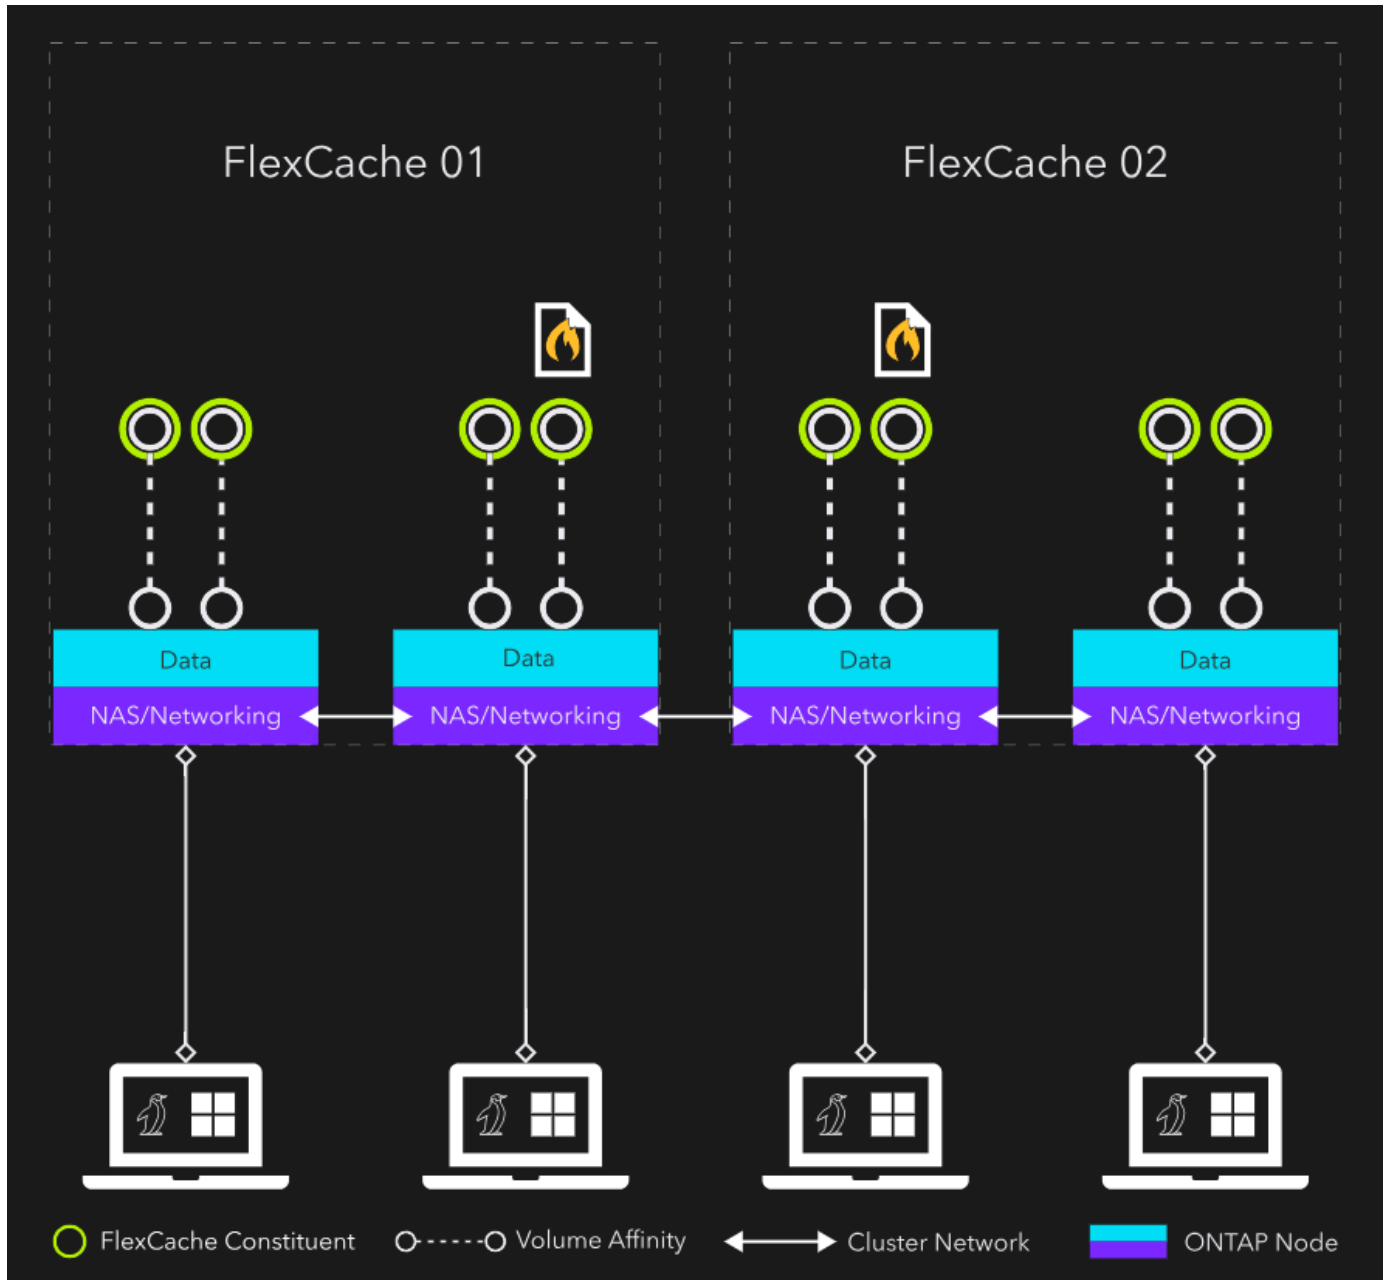 FlexCache 01
FlexCache 02
Data
Data
Data
Data
NAS/Networking
NAS/Networking
NAS/Networking
NAS/Networking
FlexCache Constituent
Volume Affinity
Cluster Network
ONTAP Node